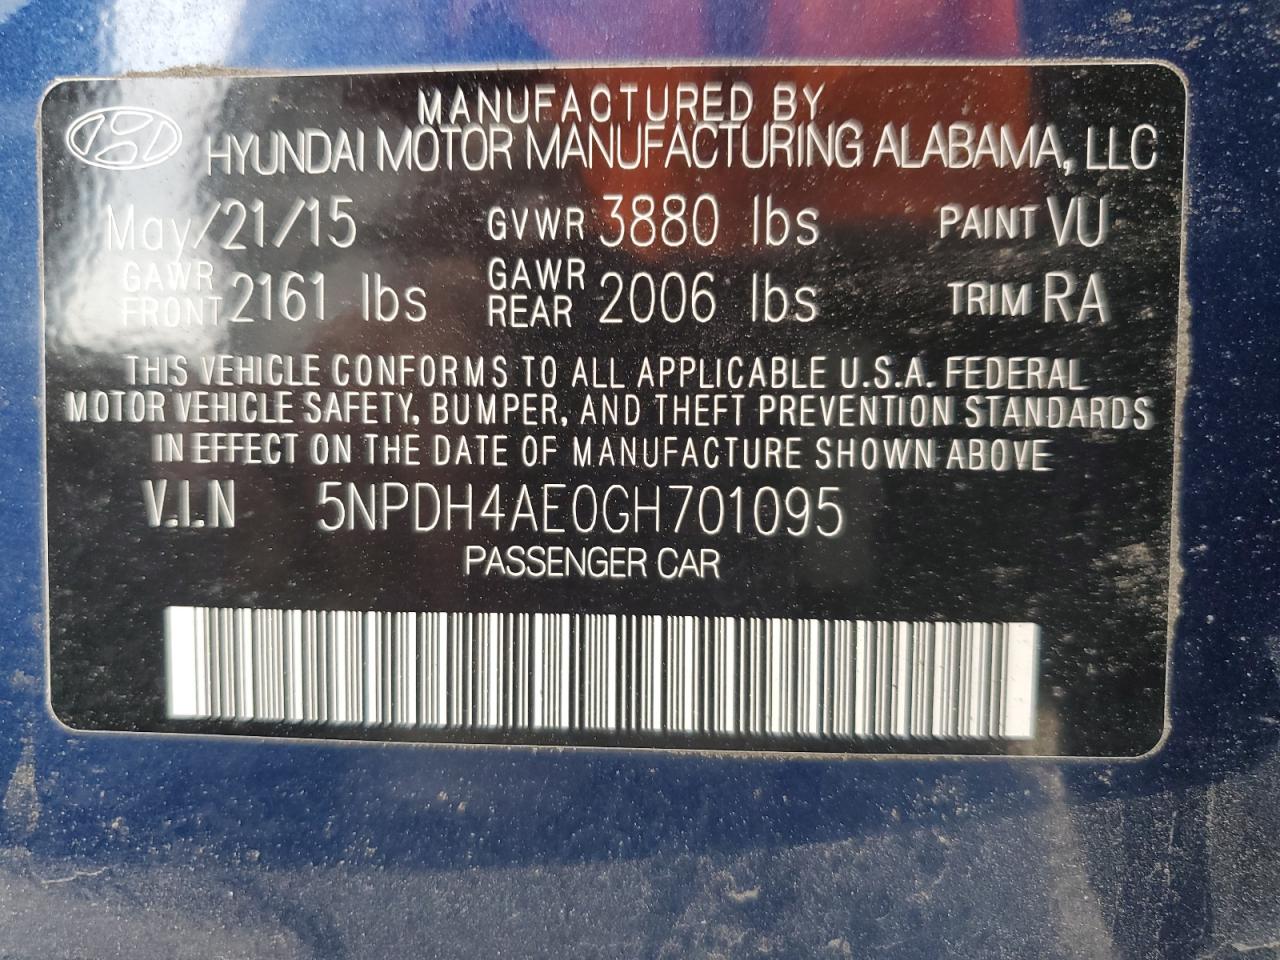 MANUFACTURED BY
HYUNDAI MOTOR MANUFACTURING ALABAMA, LLC
May/21/15 GVWR 3880 lbs PAINT VU
GAWR FRONT 2161 lbs GAWR REAR 2006 lbs TRIM RA
THIS VEHICLE CONFORMS TO ALL APPLICABLE U.S.A. FEDERAL
MOTOR VEHICLE SAFETY, BUMPER, AND THEFT PREVENTION STANDARDS
IN EFFECT ON THE DATE OF MANUFACTURE SHOWN ABOVE
V.I.N 5NPDH4AE0GH701095
PASSENGER CAR